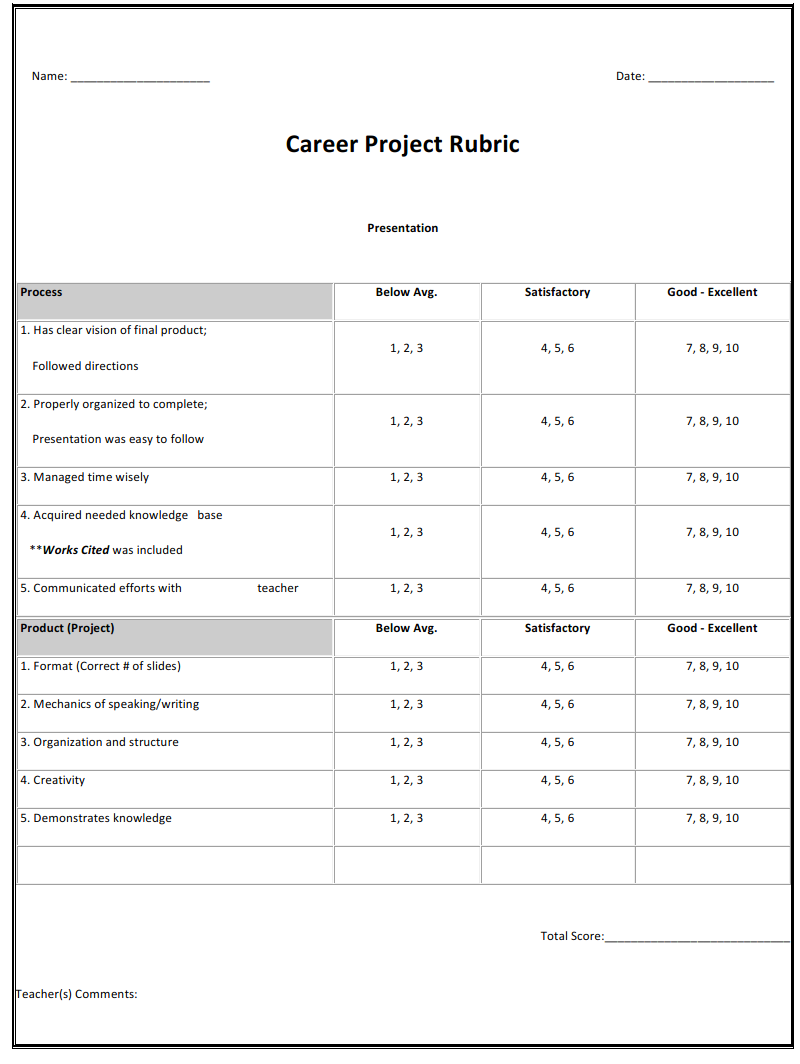 Name: _____________________ Date: ___________________
Career Project Rubric
Presentation
Process Below Avg. Satisfactory Good - Excellent
1. Has clear vision of final product;
Followed directions
1, 2, 3 4, 5, 6 7, 8, 9, 10
2. Properly organized to complete;
Presentation was easy to follow
1, 2, 3 4, 5, 6 7, 8, 9, 10
3. Managed time wisely 1, 2, 3 4, 5, 6 7, 8, 9, 10
4. Acquired needed knowledge base
**Works Cited was included
1, 2, 3 4, 5, 6 7, 8, 9, 10
5. Communicated efforts with teacher 1, 2, 3 4, 5, 6 7, 8, 9, 10
Product (Project) Below Avg. Satisfactory Good - Excellent
1. Format (Correct # of slides) 1, 2, 3 4, 5, 6 7, 8, 9, 10
2. Mechanics of speaking/writing 1, 2, 3 4, 5, 6 7, 8, 9, 10
3. Organization and structure 1, 2, 3 4, 5, 6 7, 8, 9, 10
4. Creativity 1, 2, 3 4, 5, 6 7, 8, 9, 10
5. Demonstrates knowledge 1, 2, 3 4, 5, 6 7, 8, 9, 10
Total Score:____________________________
Teacher(s) Comments: